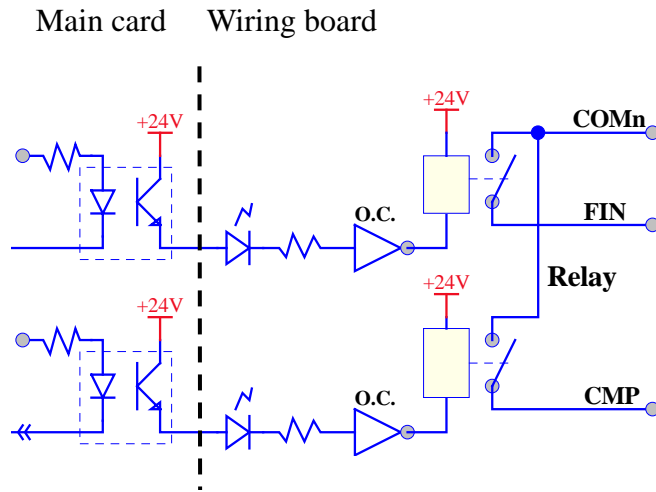 Main card
Wiring board
+24V
+24V
COMn
O.C.
FIN
Relay
+24V
+24V
O.C.
CMP